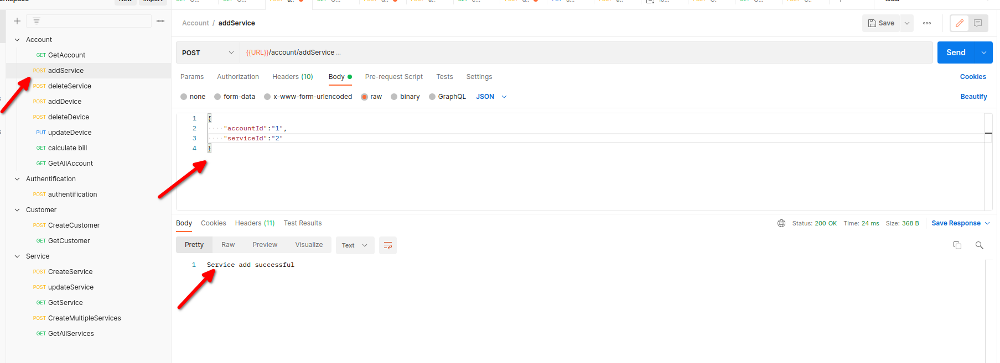 New
Import
Account
GET GetAccount
POST addService
POST deleteService
POST addDevice
POST deleteDevice
PUT updateDevice
GET calculate bill
GET GetAllAccount
Authentification
POST authentification
Customer
POST CreateCustomer
GET GetCustomer
Service
POST CreateService
POST updateService
GET GetService
POST CreateMultipleServices
GET GetAllServices
Account / addService
Save
POST
{{URL}}/account/addService ...
Send
Params Authorization Headers (10) Body Pre-request Script Tests Settings
Cookies
none form-data x-www-form-urlencoded raw binary GraphQL JSON
Beautify
1 {
2 "accountId":"1",
3 "serviceId":"2"
4 }
Body Cookies Headers (11) Test Results
Status: 200 OK Time: 24 ms Size: 368 B Save Response
Pretty Raw Preview Visualize Text
1 Service add successful